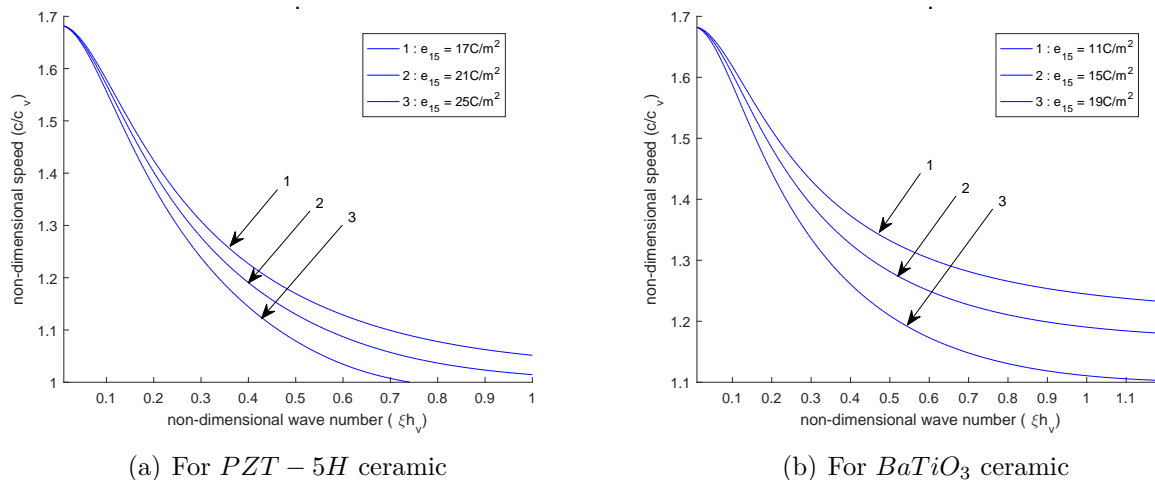 1.7
1.6
1.5
1.4
1.3
1.2
1.1
1
0.1 0.2 0.3 0.4 0.5 0.6 0.7 0.8 0.9 1
non-dimensional speed (c/c_v)
non-dimensional wave number ( ξh_v)
1 : e_15 = 17C/m^2
2 : e_15 = 21C/m^2
3 : e_15 = 25C/m^2
1
2
3
(a) For PZT − 5H ceramic
1.7
1.6
1.5
1.4
1.3
1.2
1.1
0.1 0.2 0.3 0.4 0.5 0.6 0.7 0.8 0.9 1 1.1
non-dimensional speed (c/c_v)
non-dimensional wave number ( ξh_v)
1 : e_15 = 11C/m^2
2 : e_15 = 15C/m^2
3 : e_15 = 19C/m^2
1
2
3
(b) For BaTiO_3 ceramic